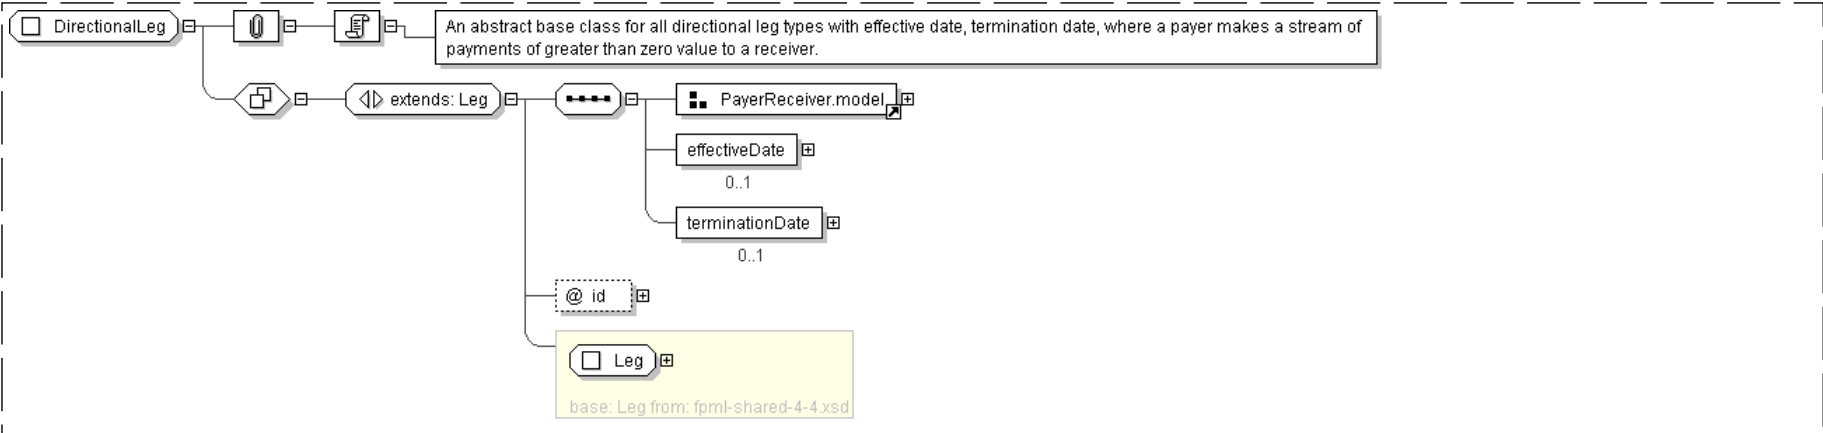 DirectionalLeg
An abstract base class for all directional leg types with effective date, termination date, where a payer makes a stream of
payments of greater than zero value to a receiver.
extends: Leg
PayerReceiver.model
effectiveDate
0..1
terminationDate
0..1
@ id
Leg
base: Leg from: fpml-shared-4-4.xsd